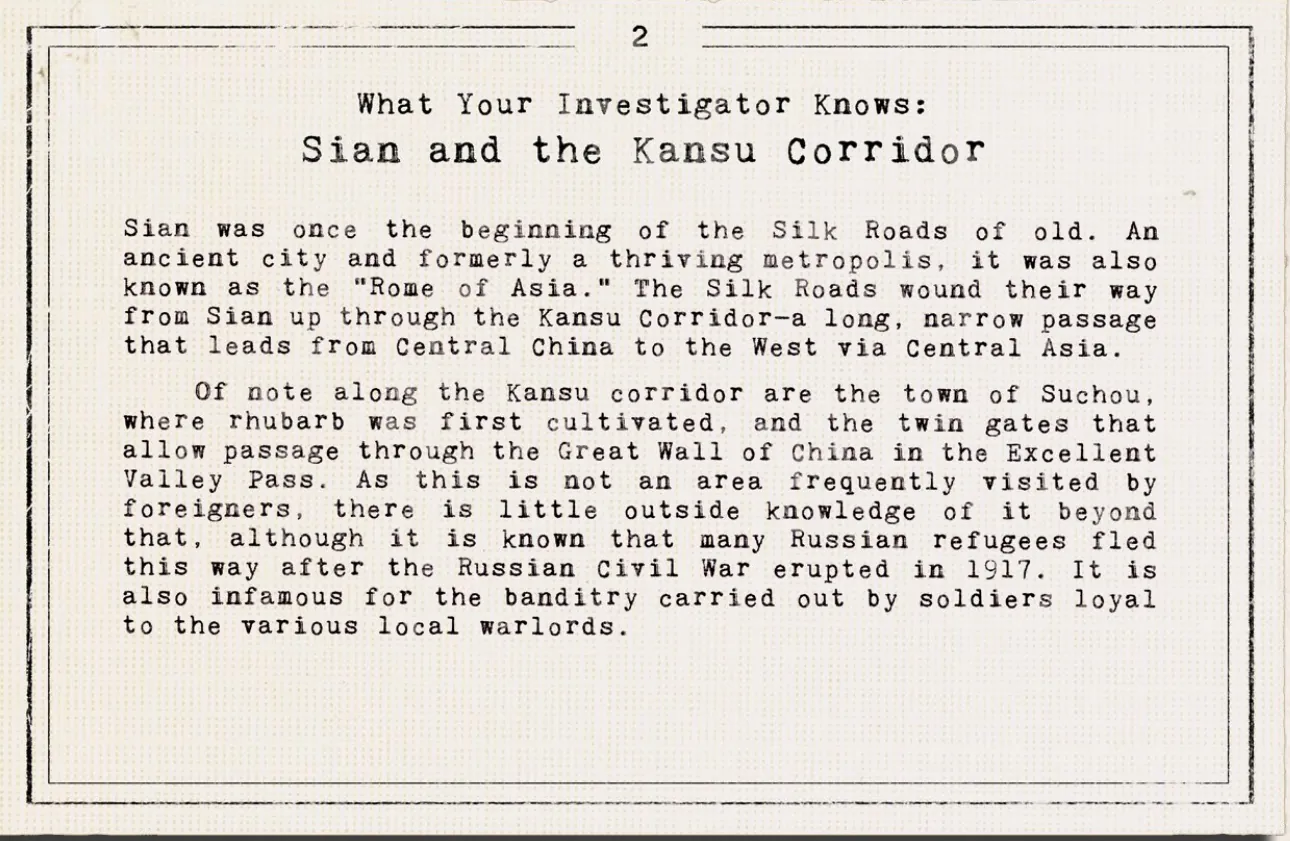 2
What Your Investigator Knows:
Sian and the Kansu Corridor
Sian was once the beginning of the Silk Roads of old. An
ancient city and formerly a thriving metropolis, it was also
known as the "Rome of Asia." The Silk Roads wound their way
from Sian up through the Kansu Corridor—a long, narrow passage
that leads from Central China to the West via Central Asia.
Of note along the Kansu corridor are the town of Suchou,
where rhubarb was first cultivated, and the twin gates that
allow passage through the Great Wall of China in the Excellent
Valley Pass. As this is not an area frequently visited by
foreigners, there is little outside knowledge of it beyond
that, although it is known that many Russian refugees fled
this way after the Russian Civil War erupted in 1917. It is
also infamous for the banditry carried out by soldiers loyal
to the various local warlords.